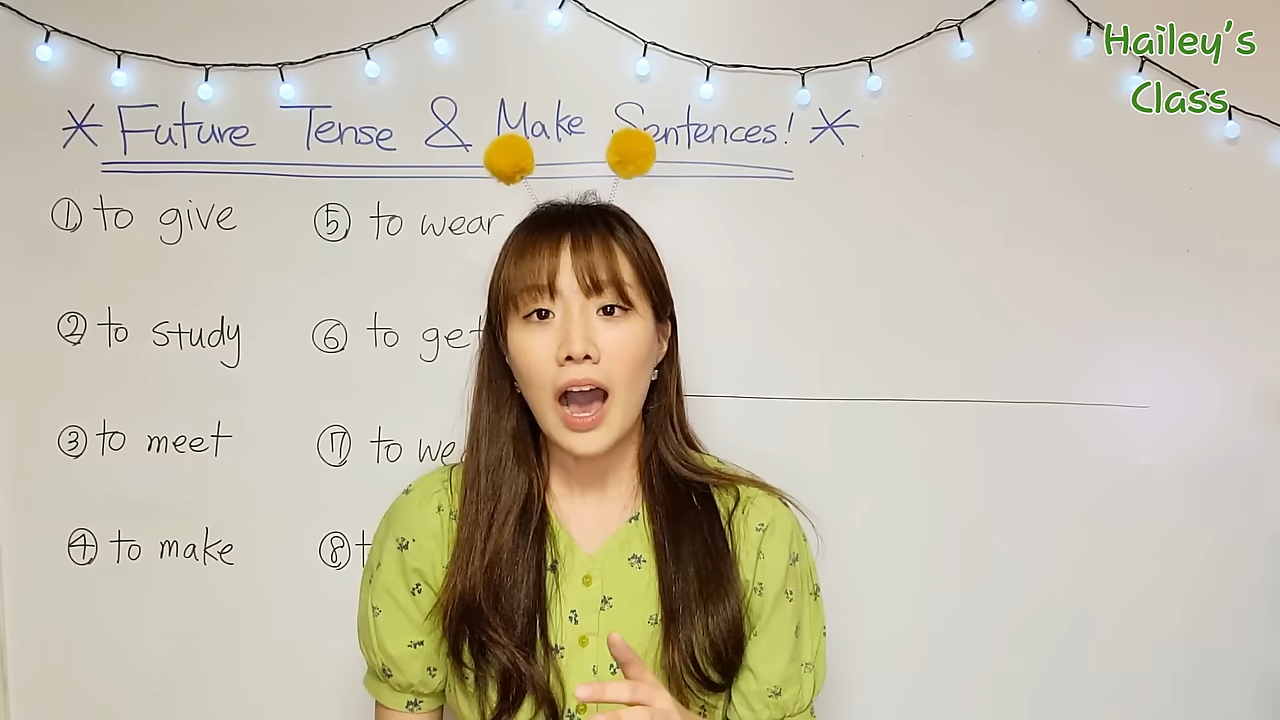 Hailey's
Class
* Future Tense & Make Sentences! *
① to give
② to study
③ to meet
④ to make
⑤ to wear
⑥ to get
⑦ to
⑧